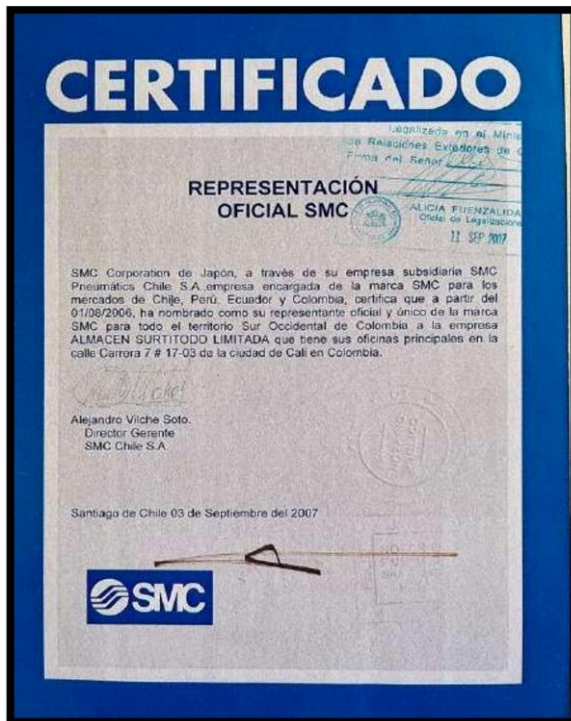 CERTIFICADO
Legalizada en el Minis
de Relaciones Exteriores de C
Firma del Señor
REPRESENTACIÓN
OFICIAL SMC
ALICIA FUENZALIDA
Oficial de Legalizacione
11 SEP 2007
SMC Corporation de Japón, a través de su empresa subsidiaria SMC
Pneumátics Chile S.A. empresa encargada de la marca SMC para los
mercados de Chile, Perú, Ecuador y Colombia, certifica que a partir del
01/08/2006, ha nombrado como su representante oficial y único de la marca
SMC para todo el territorio Sur Occidental de Colombia a la empresa
ALMACEN SURTITODO LIMITADA que tiene sus oficinas principales en la
calle Carrera 7 # 17-03 de la ciudad de Cali en Colombia.
Alejandro Vilche Soto.
Director Gerente
SMC Chile S.A
Santiago de Chile 03 de Septiembre del 2007
SMC